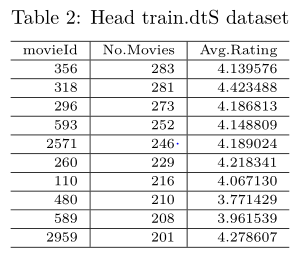 Table 2: Head train.dtS dataset
movieId No.Movies Avg.Rating
356 283 4.139576
318 281 4.423488
296 273 4.186813
593 252 4.148809
2571 246· 4.189024
260 229 4.218341
110 216 4.067130
480 210 3.771429
589 208 3.961539
2959 201 4.278607